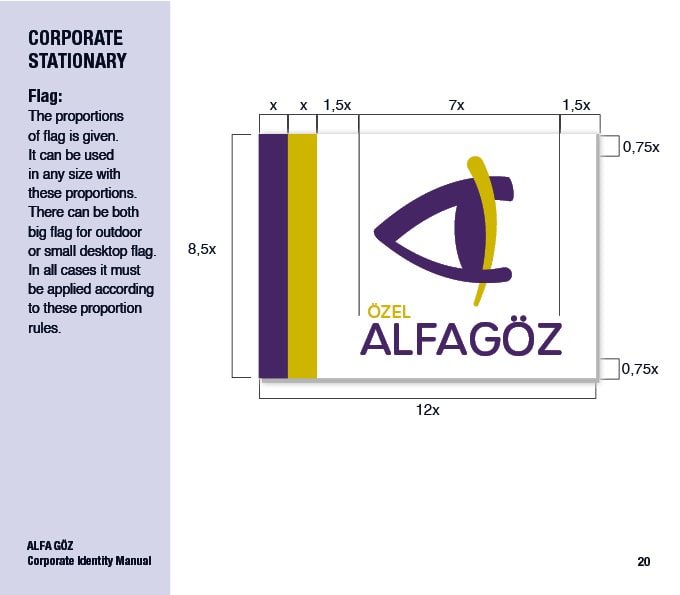 CORPORATE
STATIONARY
Flag:
The proportions
of flag is given.
It can be used
in any size with
these proportions.
There can be both
big flag for outdoor
or small desktop flag.
In all cases it must
be applied according
to these proportion
rules.
x x 1,5x 7x 1,5x
0,75x
8,5x
ÖZEL
ALFAGÖZ
0,75x
12x
ALFA GÖZ
Corporate Identity Manual
20